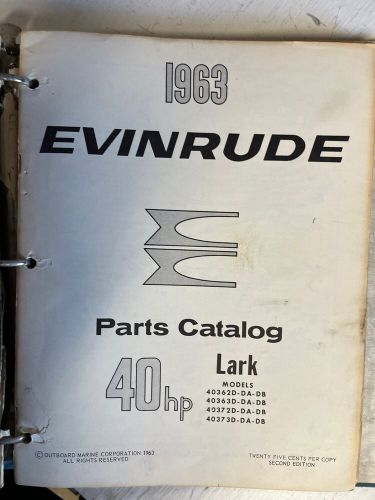 1963
EVINRUDE
Parts Catalog
40hp
Lark
MODELS
40362D-DA-DB
40363D-DA-DB
40372D-DA-DB
40373D-DA-DB
© OUTBOARD MARINE CORPORATION 1963
ALL RIGHTS RESERVED
TWENTY FIVE CENTS PER COPY
SECOND EDITION